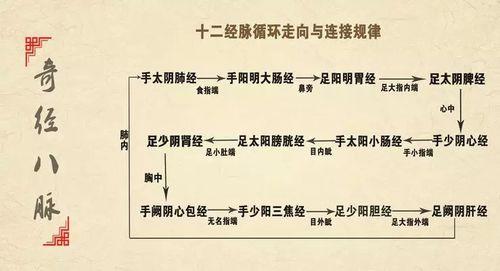 十二经脉循环走向与连接规律
奇经八脉
手太阴肺经 手阳明大肠经 足阳明胃经 足太阴脾经
食指端 鼻旁 足大指内端
心中
肺内
足少阴肾经 足太阳膀胱经 手太阳小肠经 手少阴心经
足小肚端 目内眦 手小指端
胸中
手阙阴心包经 手少阳三焦经 足少阳胆经 足阙阴肝经
无名指端 目外眦 足大指外端